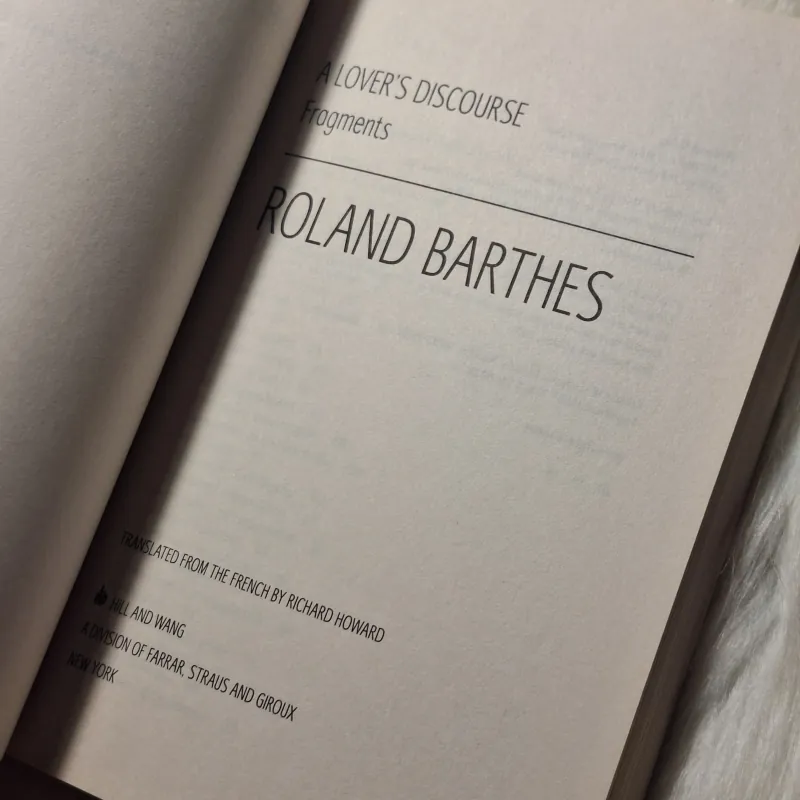 A LOVER'S DISCOURSE
Fragments
ROLAND BARTHES
TRANSLATED FROM THE FRENCH BY RICHARD HOWARD
HILL AND WANG
A DIVISION OF FARRAR, STRAUS AND GIROUX
NEW YORK